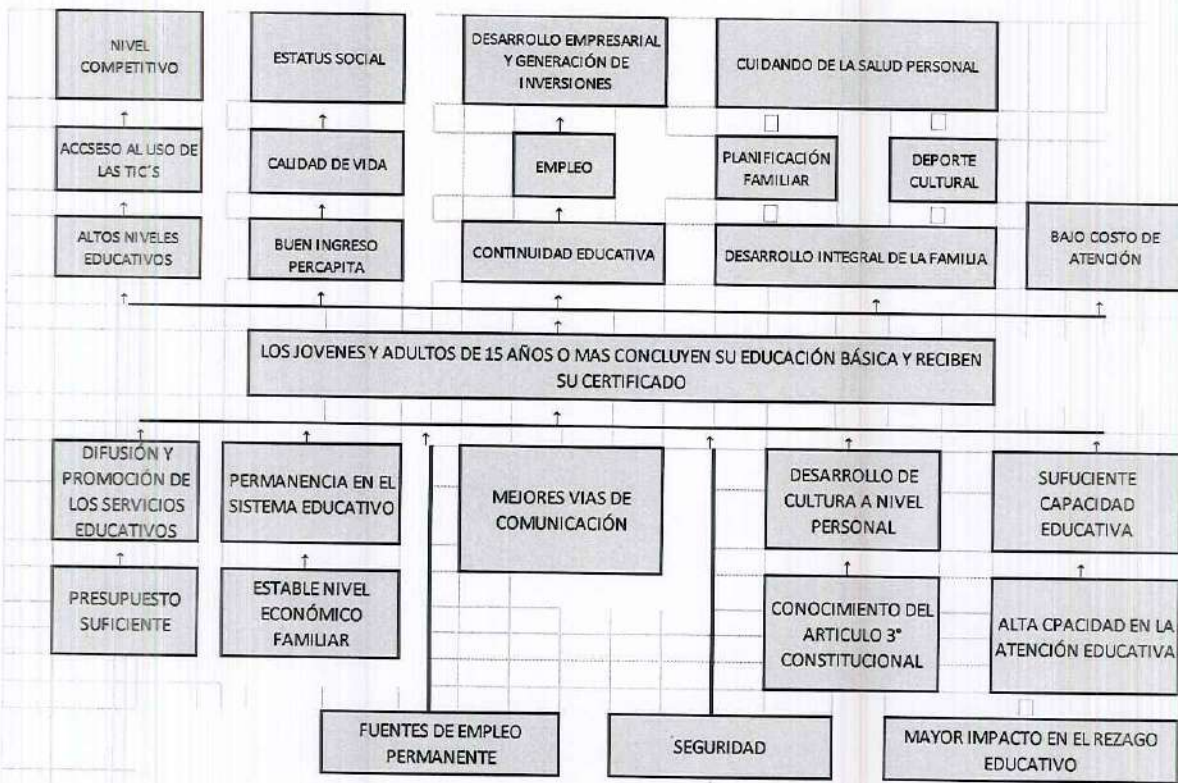 NIVEL
COMPETITIVO
ESTATUS SOCIAL
DESARROLLO EMPRESARIAL
Y GENERACIÓN DE
INVERSIONES
CUIDANDO DE LA SALUD PERSONAL
ACCSESO AL USO DE
LAS TIC´S
CALIDAD DE VIDA
EMPLEO
PLANIFICACIÓN
FAMILIAR
DEPORTE
CULTURAL
ALTOS NIVELES
EDUCATIVOS
BUEN INGRESO
PERCAPITA
CONTINUIDAD EDUCATIVA
DESARROLLO INTEGRAL DE LA FAMILIA
BAJO COSTO DE
ATENCIÓN
LOS JOVENES Y ADULTOS DE 15 AÑOS O MAS CONCLUYEN SU EDUCACIÓN BÁSICA Y RECIBEN
SU CERTIFICADO
DIFUSIÓN Y
PROMOCIÓN DE
LOS SERVICIOS
EDUCATIVOS
PERMANENCIA EN EL
SISTEMA EDUCATIVO
MEJORES VIAS DE
COMUNICACIÓN
DESARROLLO DE
CULTURA A NIVEL
PERSONAL
SUFUCIENTE
CAPACIDAD
EDUCATIVA
PRESUPUESTO
SUFICIENTE
ESTABLE NIVEL
ECONÓMICO
FAMILIAR
CONOCIMIENTO DEL
ARTICULO 3°
CONSTITUCIONAL
ALTA CPACIDAD EN LA
ATENCIÓN EDUCATIVA
FUENTES DE EMPLEO
PERMANENTE
SEGURIDAD
MAYOR IMPACTO EN EL REZAGO
EDUCATIVO